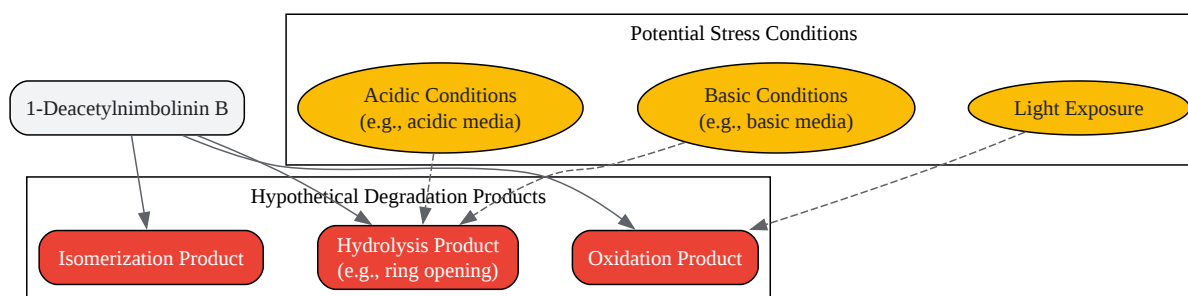 Potential Stress Conditions
1-Deacetylnimbolinin B
Acidic Conditions
(e.g., acidic media)
Basic Conditions
(e.g., basic media)
Light Exposure
Hypothetical Degradation Products
Isomerization Product
Hydrolysis Product
(e.g., ring opening)
Oxidation Product